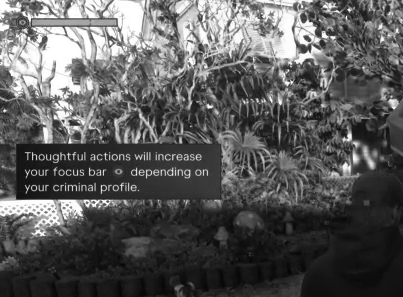 Thoughtful actions will increase
your focus bar depending on
your criminal profile.